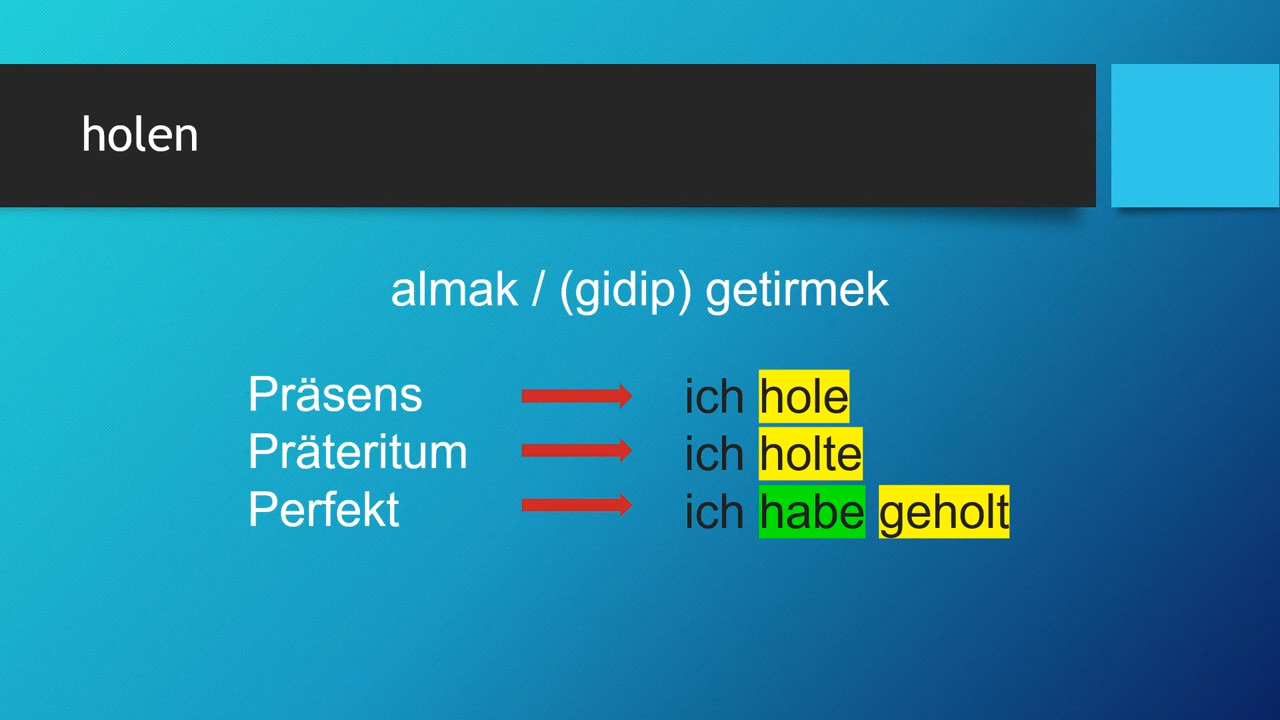 holen
almak / (gidip) getirmek
Präsens ich hole
Präteritum ich holte
Perfekt ich habe geholt